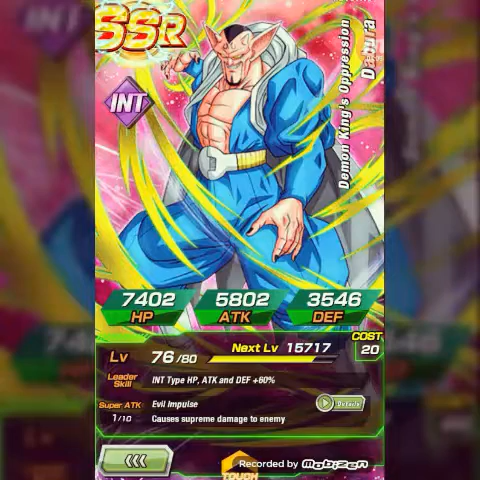 SSR
INT
Demon King's Oppression
Dabura
7402
HP
5802
ATK
3546
DEF
COST
20
Lv 76/80 Next Lv 15717
Leader Skill INT Type HP, ATK and DEF +60%
Super ATK Evil Impulse
1/10 Causes supreme damage to enemy
Details
TOUCH
Recorded by Mobizen